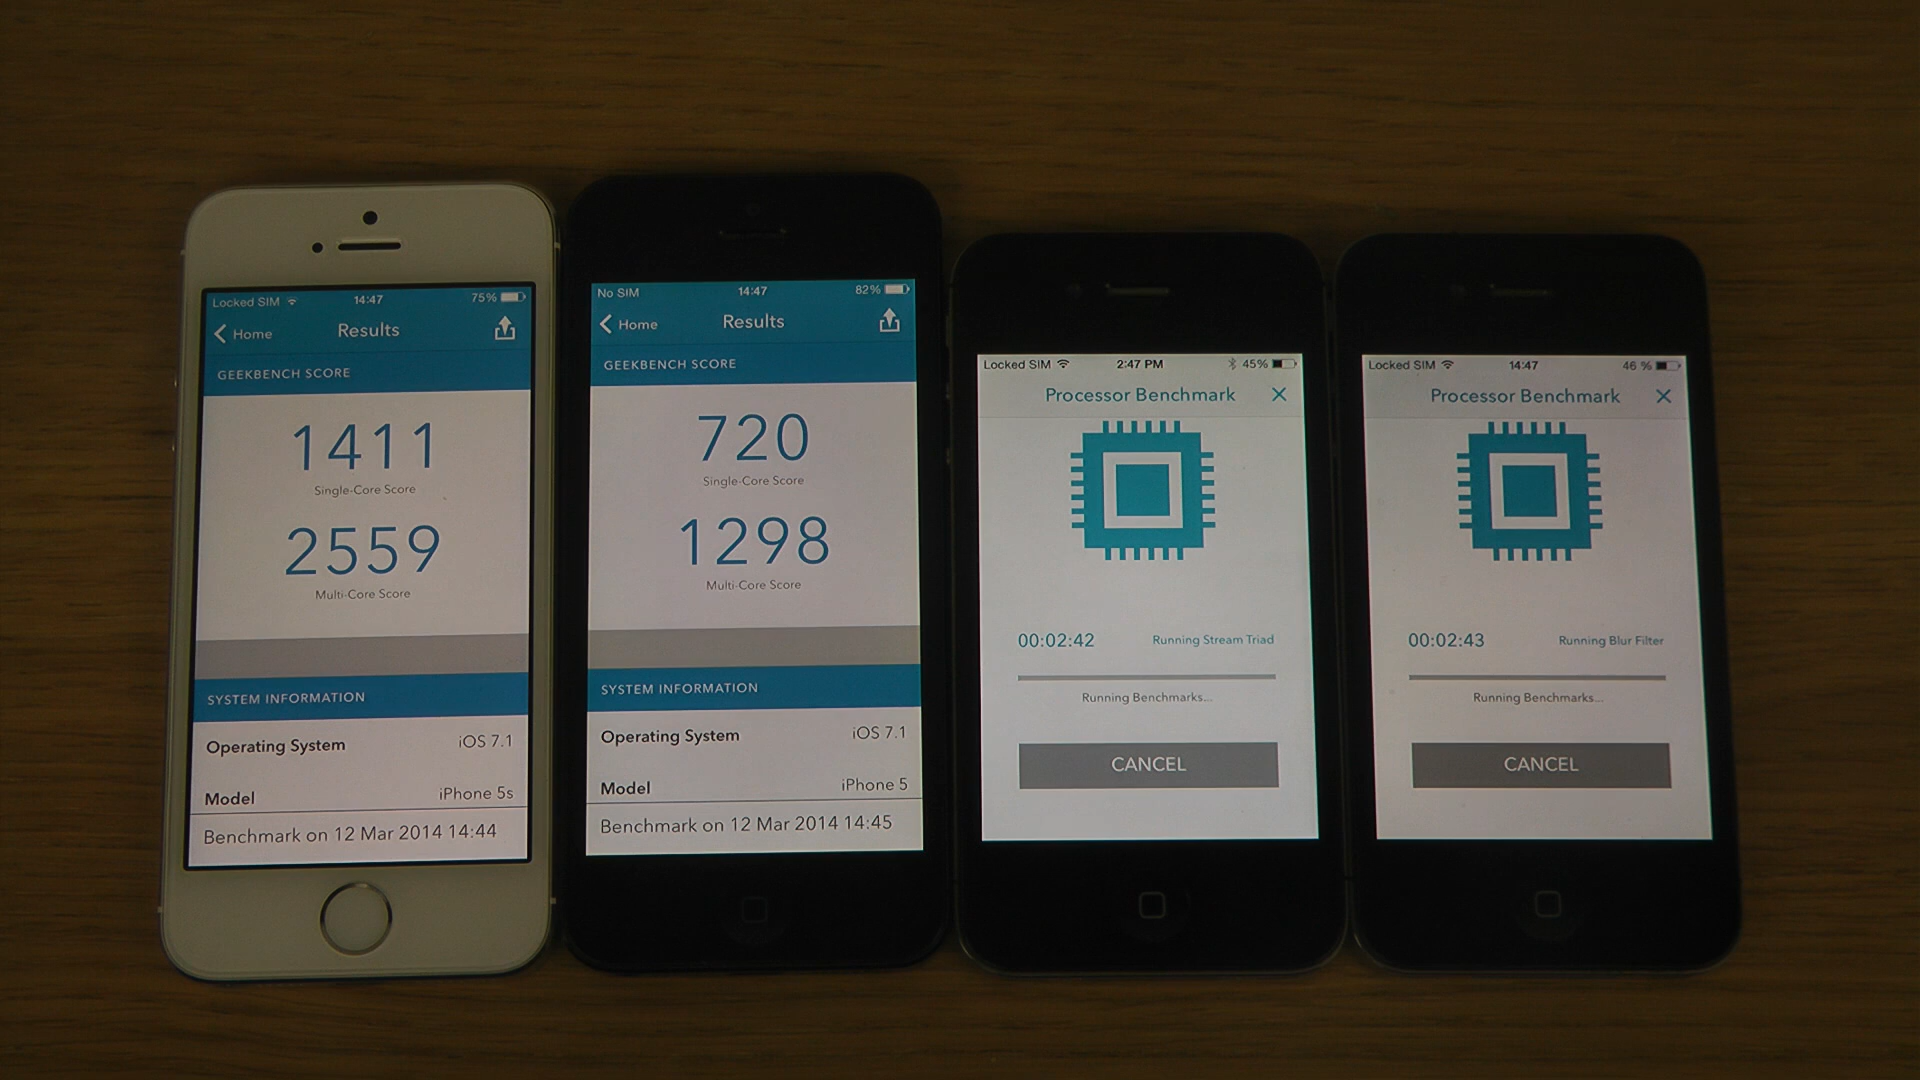 Locked SIM 14:47 75%
Home Results
GEEKBENCH SCORE
1411
Single-Core Score
2559
Multi-Core Score
SYSTEM INFORMATION
Operating System iOS 7.1
Model iPhone 5s
Benchmark on 12 Mar 2014 14:44
No SIM 14:47 82%
Home Results
GEEKBENCH SCORE
720
Single-Core Score
1298
Multi-Core Score
SYSTEM INFORMATION
Operating System iOS 7.1
Model iPhone 5
Benchmark on 12 Mar 2014 14:45
Locked SIM 2:47 PM 45%
Processor Benchmark
00:02:42 Running Stream Triad
Running Benchmarks...
CANCEL
Locked SIM 14:47 46 %
Processor Benchmark
00:02:43 Running Blur Filter
Running Benchmarks...
CANCEL